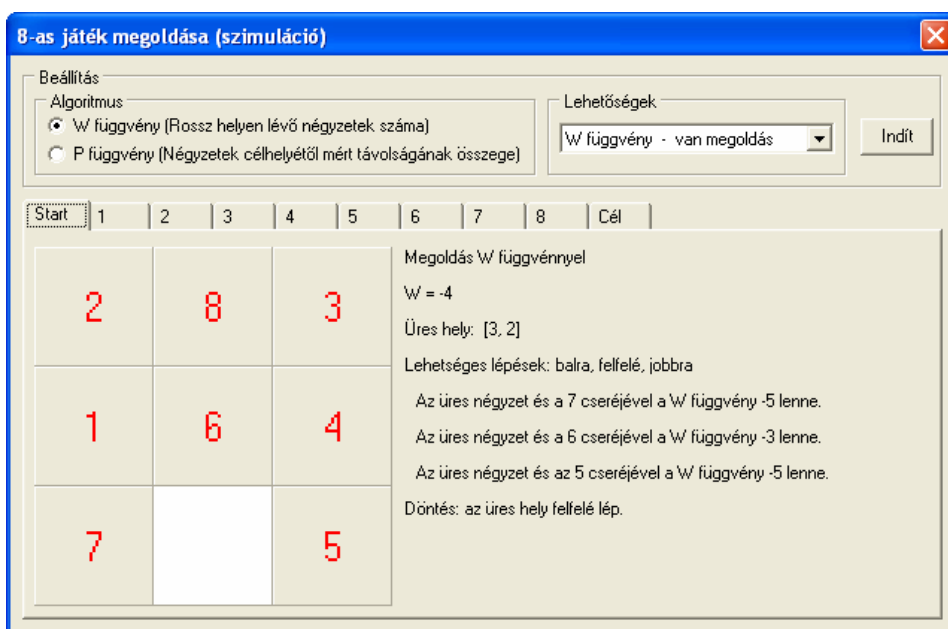 8-as játék megoldása (szimuláció)
Beállítás
Algoritmus
W függvény (Rossz helyen lévő négyzetek száma)
P függvény (Négyzetek célhelyétől mért távolságának összege)
Lehetőségek
W függvény - van megoldás
Indít
Start 1 2 3 4 5 6 7 8 Cél
2 8 3
1 6 4
7 5
Megoldás W függvénnyel
W = -4
Üres hely: [3, 2]
Lehetséges lépések: balra, felfelé, jobbra
Az üres négyzet és a 7 cseréjével a W függvény -5 lenne.
Az üres négyzet és a 6 cseréjével a W függvény -3 lenne.
Az üres négyzet és az 5 cseréjével a W függvény -5 lenne.
Döntés: az üres hely felfelé lép.